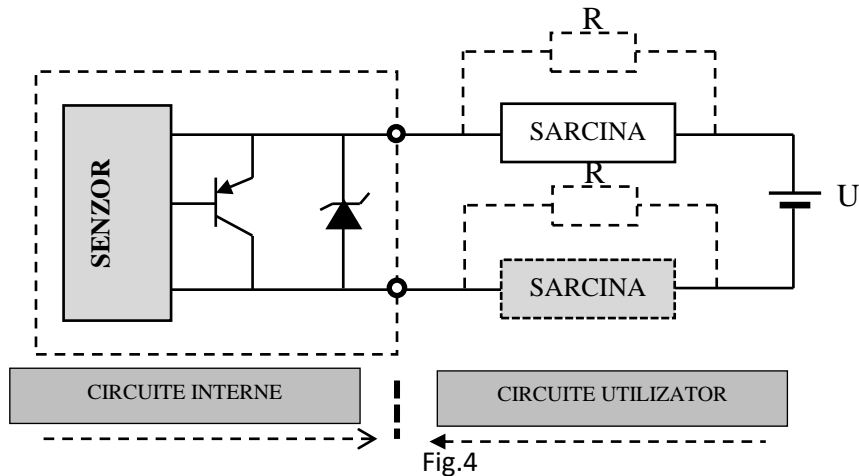 R
SARCINA
SENZOR
R
U
SARCINA
CIRCUITE INTERNE
CIRCUITE UTILIZATOR
Fig.4